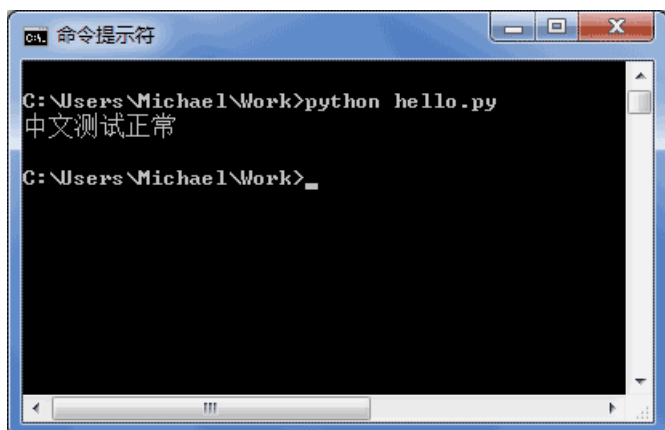 命令提示符
C:\Users\Michael\Work>python hello.py
中文测试正常
C:\Users\Michael\Work>_